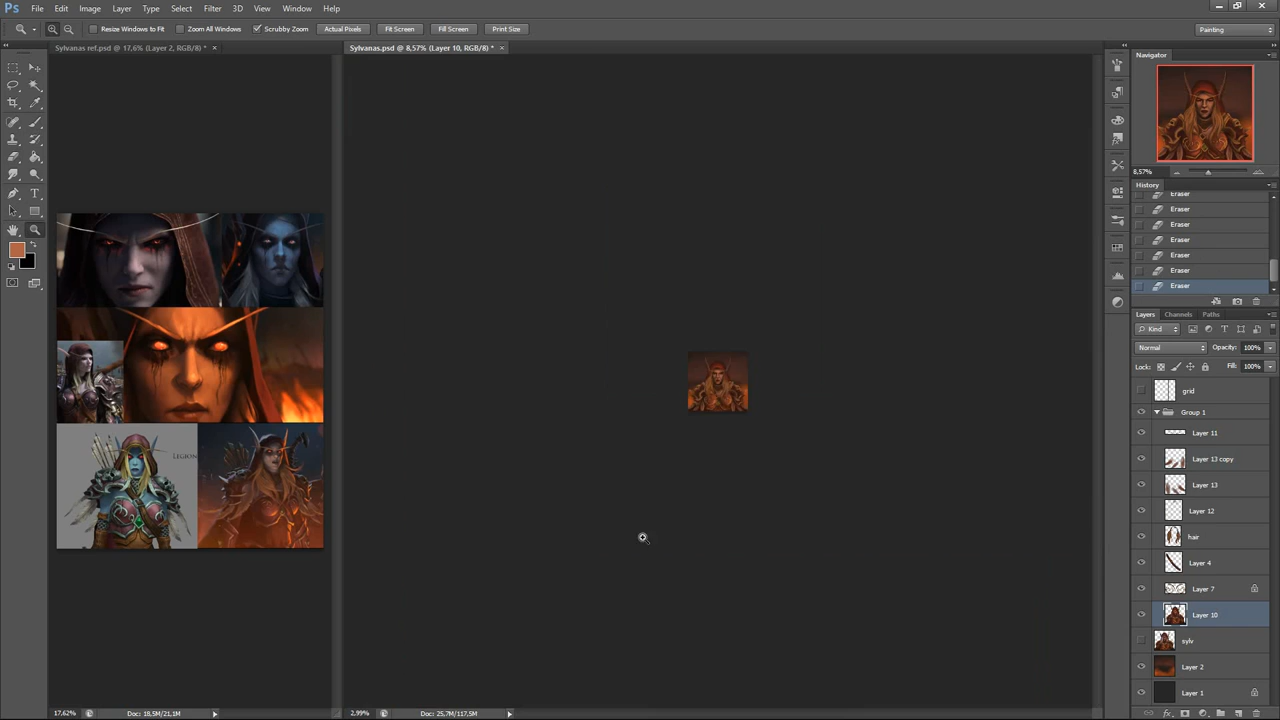 Ps File Edit Image Layer Type Select Filter 3D View Window Help
Resize Windows to Fit Zoom All Windows Scrubby Zoom Actual Pixels Fit Screen Fill Screen Print Size Painting
Sylvanas ref.psd @ 17,6% (Layer 2, RGB/8) * × Sylvanas.psd @ 8,57% (Layer 10, RGB/8) * ×
Navigator
8,57%
History
Eraser
Eraser
Eraser
Eraser
Eraser
Eraser
Eraser
Layers Channels Paths
Kind
Normal Opacity: 100%
Lock: Fill: 100%
grid
Group 1
Layer 11
Layer 13 copy
Layer 13
Layer 12
hair
Layer 4
Layer 7
Layer 10
sylv
Layer 2
Layer 1
LEGION
17,62% Doc: 18,5M/21,1M 2,99% Doc: 25,7M/117,5M